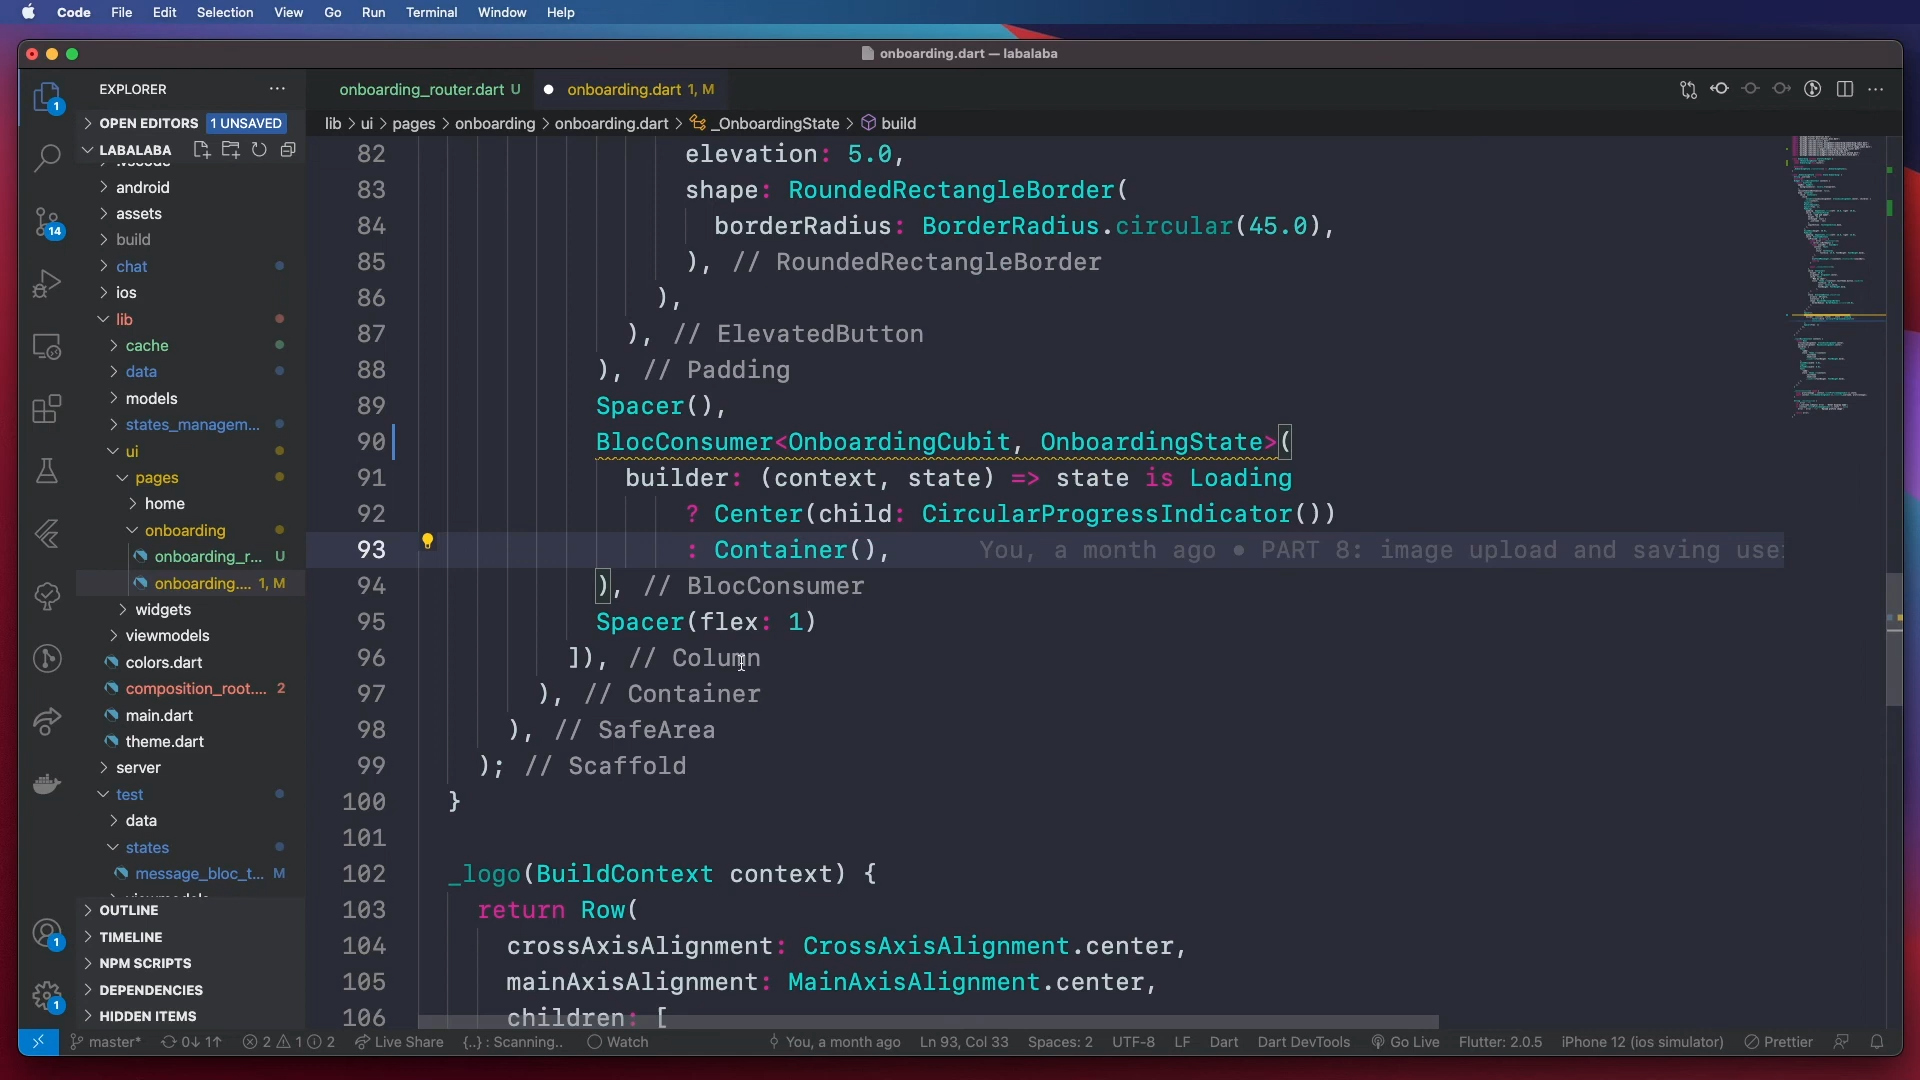 Code File Edit Selection View Go Run Terminal Window Help
onboarding.dart — labalaba
EXPLORER
OPEN EDITORS 1 UNSAVED
LABALABA
android
assets
build
chat
ios
lib
cache
data
models
states_managem...
ui
pages
home
onboarding
onboarding_r... U
onboarding.... 1, M
widgets
viewmodels
colors.dart
composition_root.... 2
main.dart
theme.dart
server
test
data
states
message_bloc_t... M
OUTLINE
TIMELINE
NPM SCRIPTS
DEPENDENCIES
HIDDEN ITEMS
1
14
1
1
onboarding_router.dart U onboarding.dart 1, M
lib > ui > pages > onboarding > onboarding.dart > _OnboardingState > build
82 elevation: 5.0,
83 shape: RoundedRectangleBorder(
84 borderRadius: BorderRadius.circular(45.0),
85 ), // RoundedRectangleBorder
86 ),
87 ), // ElevatedButton
88 ), // Padding
89 Spacer(),
90 BlocConsumer<OnboardingCubit, OnboardingState>(
91 builder: (context, state) => state is Loading
92 ? Center(child: CircularProgressIndicator())
93 : Container(), You, a month ago • PART 8: image upload and saving use
94 ), // BlocConsumer
95 Spacer(flex: 1)
96 ]), // Column
97 ), // Container
98 ), // SafeArea
99 ); // Scaffold
100 }
101
102 _logo(BuildContext context) {
103 return Row(
104 crossAxisAlignment: CrossAxisAlignment.center,
105 mainAxisAlignment: MainAxisAlignment.center,
106 children: [
master* 0↓ 1↑ 2 1 2 Live Share {..} : Scanning.. Watch You, a month ago Ln 93, Col 33 Spaces: 2 UTF-8 LF Dart Dart DevTools Go Live Flutter: 2.0.5 iPhone 12 (ios simulator) Prettier